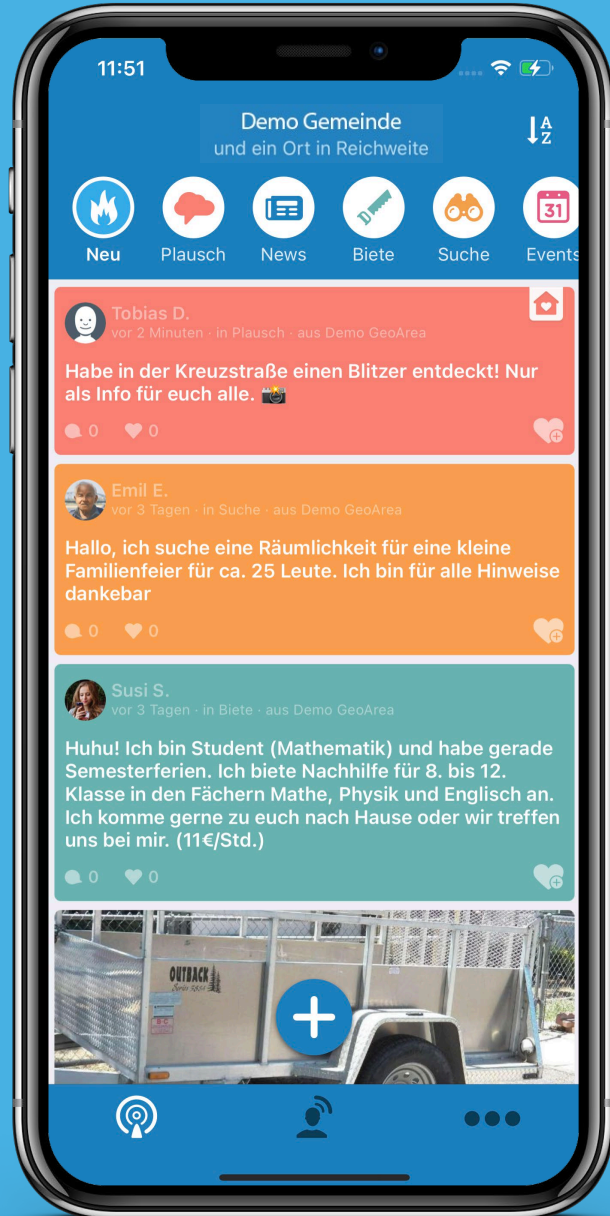 11:51
Demo Gemeinde
und ein Ort in Reichweite
A
Z
31
Neu Plausch News Biete Suche Events
Tobias D.
vor 2 Minuten · in Plausch · aus Demo GeoArea
Habe in der Kreuzstraße einen Blitzer entdeckt! Nur
als Info für euch alle. 📸
0 0
Emil E.
vor 3 Tagen · in Suche · aus Demo GeoArea
Hallo, ich suche eine Räumlichkeit für eine kleine
Familienfeier für ca. 25 Leute. Ich bin für alle Hinweise
dankebar
0 0
Susi S.
vor 3 Tagen · in Biete · aus Demo GeoArea
Huhu! Ich bin Student (Mathematik) und habe gerade
Semesterferien. Ich biete Nachhilfe für 8. bis 12.
Klasse in den Fächern Mathe, Physik und Englisch an.
Ich komme gerne zu euch nach Hause oder wir treffen
uns bei mir. (11€/Std.)
0 0
OUTBACK